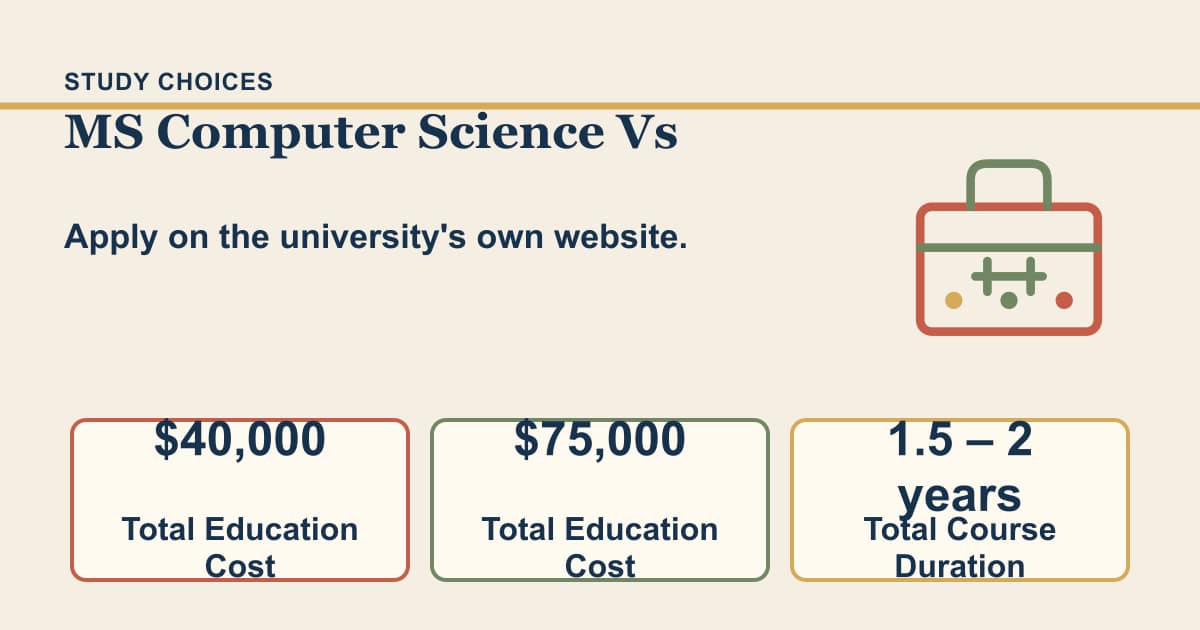 STUDY CHOICES
MS Computer Science Vs
Apply on the university's own website.
$40,000
Total Education
Cost
$75,000
Total Education
Cost
1.5 – 2
years
Total Course
Duration